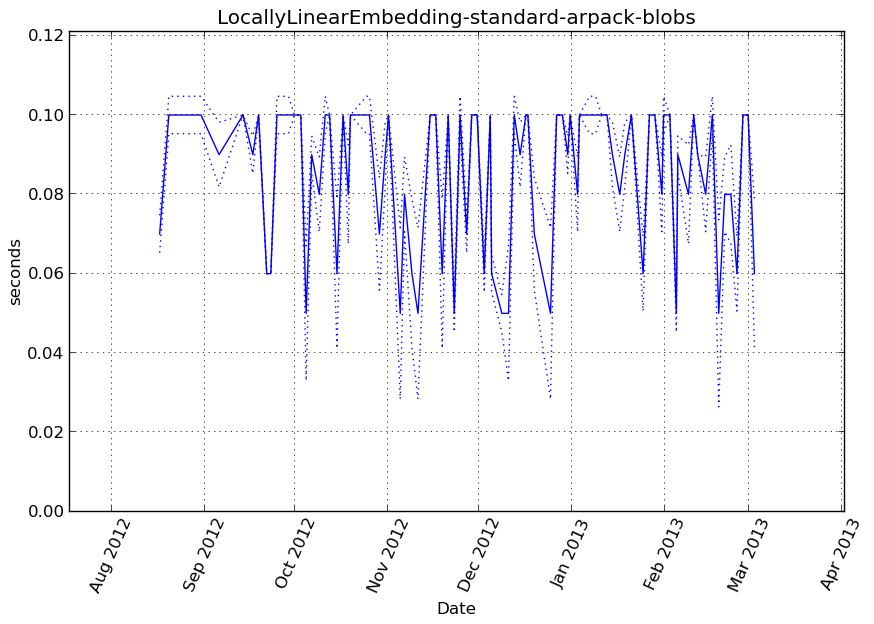 LocallyLinearEmbedding-standard-arpack-blobs
0.12
0.10
0.08
0.06
0.04
0.02
0.00
seconds
Aug 2012
Sep 2012
Oct 2012
Nov 2012
Dec 2012
Jan 2013
Feb 2013
Mar 2013
Apr 2013
Date